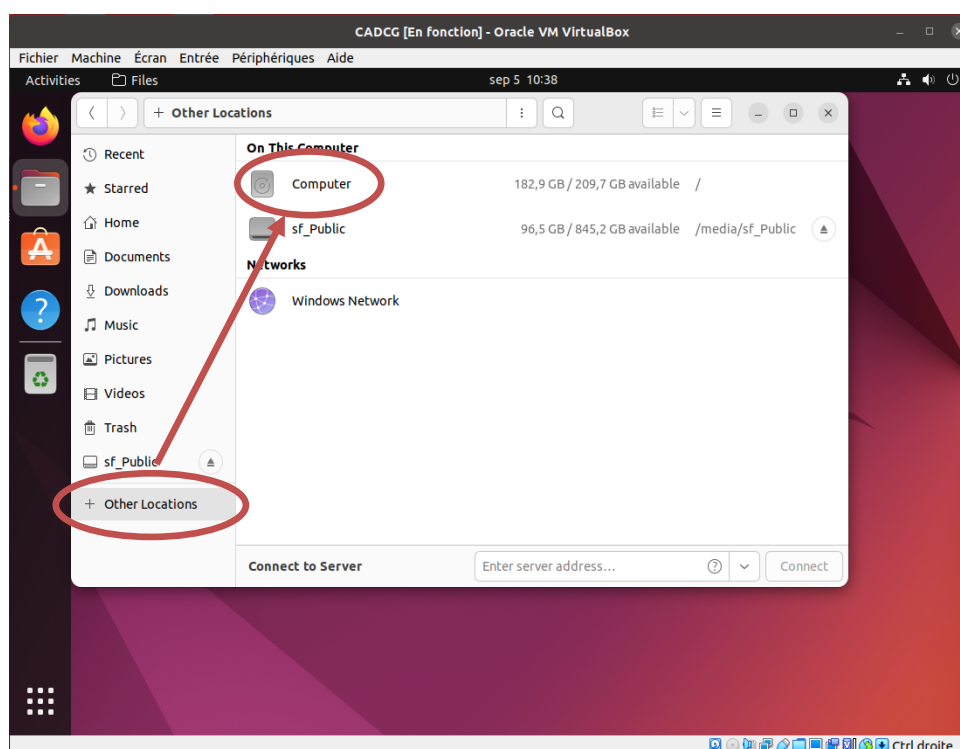 CADCG [En fonction] - Oracle VM VirtualBox
Fichier Machine Écran Entrée Périphériques Aide
Activities Files sep 5 10:38
+ Other Locations
Recent
Starred
Home
Documents
Downloads
Music
Pictures
Videos
Trash
sf_Public
+ Other Locations
On This Computer
Computer 182,9 GB / 209,7 GB available /
sf_Public 96,5 GB / 845,2 GB available /media/sf_Public
Networks
Windows Network
Connect to Server Enter server address... Connect
Ctrl droite